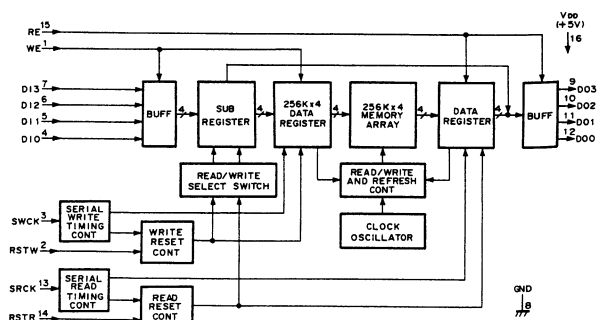 RE 15
WE 1
VDD
(+5V)
16
DI3 7
DI2 6
DI1 5
DI0 4
BUFF
4
SUB
REGISTER
4
256K×4
DATA
REGISTER
4
256K×4
MEMORY
ARRAY
4
DATA
REGISTER
4
BUFF
9 DO3
10 DO2
11 DO1
12 DO0
READ/WRITE
SELECT SWITCH
READ/WRITE
AND REFRESH
CONT
CLOCK
OSCILLATOR
SWCK 3
SERIAL
WRITE
TIMING
CONT
RSTW 2
WRITE
RESET
CONT
SRCK 13
SERIAL
READ
TIMING
CONT
RSTR 14
READ
RESET
CONT
GND
8